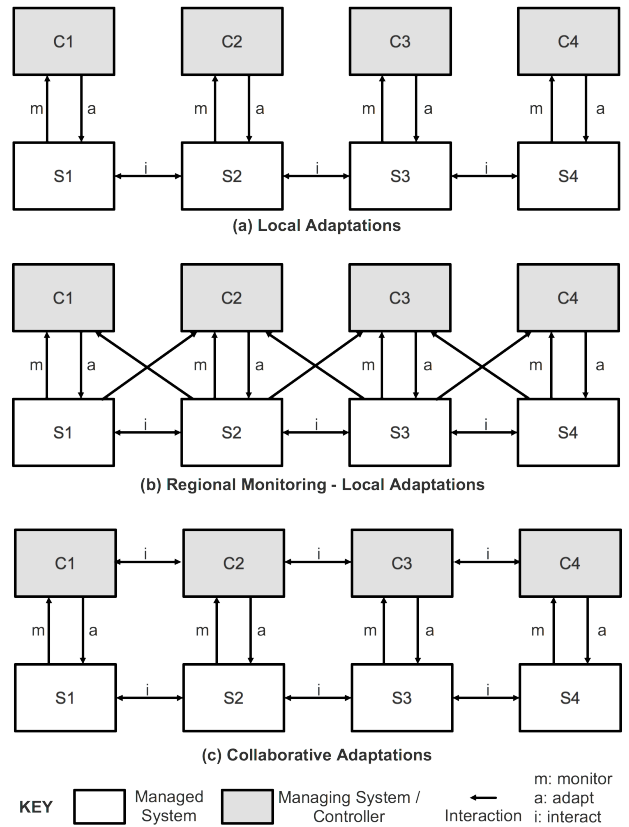 C1 C2 C3 C4
m a m a m a m a
S1 i S2 i S3 i S4
(a) Local Adaptations
C1 C2 C3 C4
m a m a m a m a
S1 i S2 i S3 i S4
(b) Regional Monitoring - Local Adaptations
C1 i C2 i C3 i C4
m a m a m a m a
S1 i S2 i S3 i S4
(c) Collaborative Adaptations
KEY
Managed
System
Managing System /
Controller
Interaction
m: monitor
a: adapt
i: interact